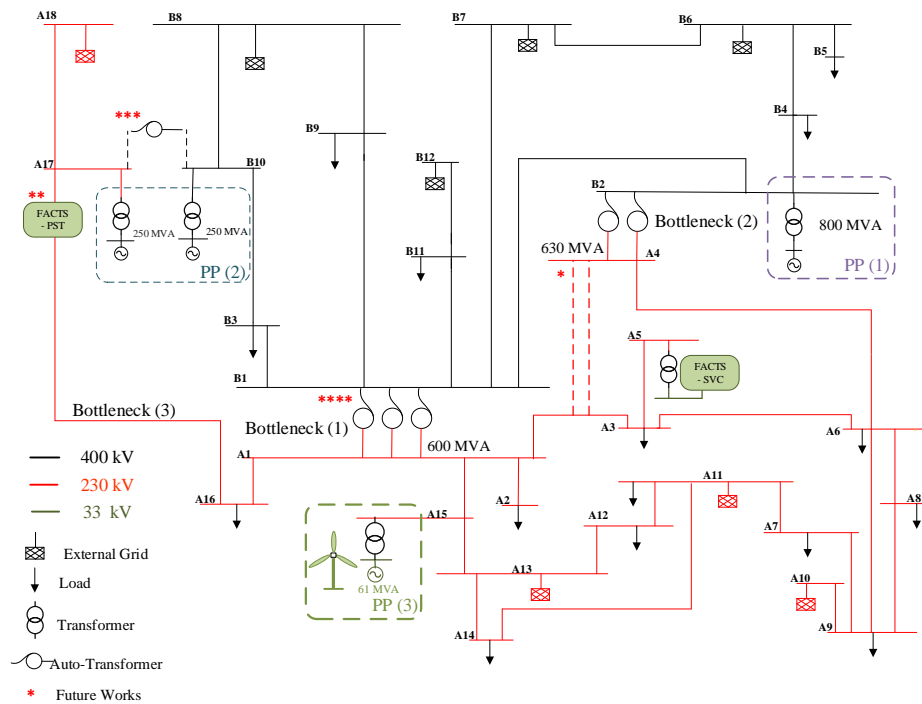 A18
B8
B7
B6
B5
***
B4
B9
A17
B10
B12
**
B2
FACTS
- PST
Bottleneck (2)
250 MVA
250 MVA
800 MVA
630 MVA
A4
B11
PP (2)
PP (1)
*
B3
A5
FACTS
- SVC
B1
****
Bottleneck (3)
Bottleneck (1)
A3
A6
600 MVA
A1
400 kV
230 kV
33 kV
A11
A16
A2
A8
A15
A12
A7
External Grid
A13
A10
Load
61 MVA
PP (3)
A14
A9
Transformer
Auto-Transformer
* Future Works